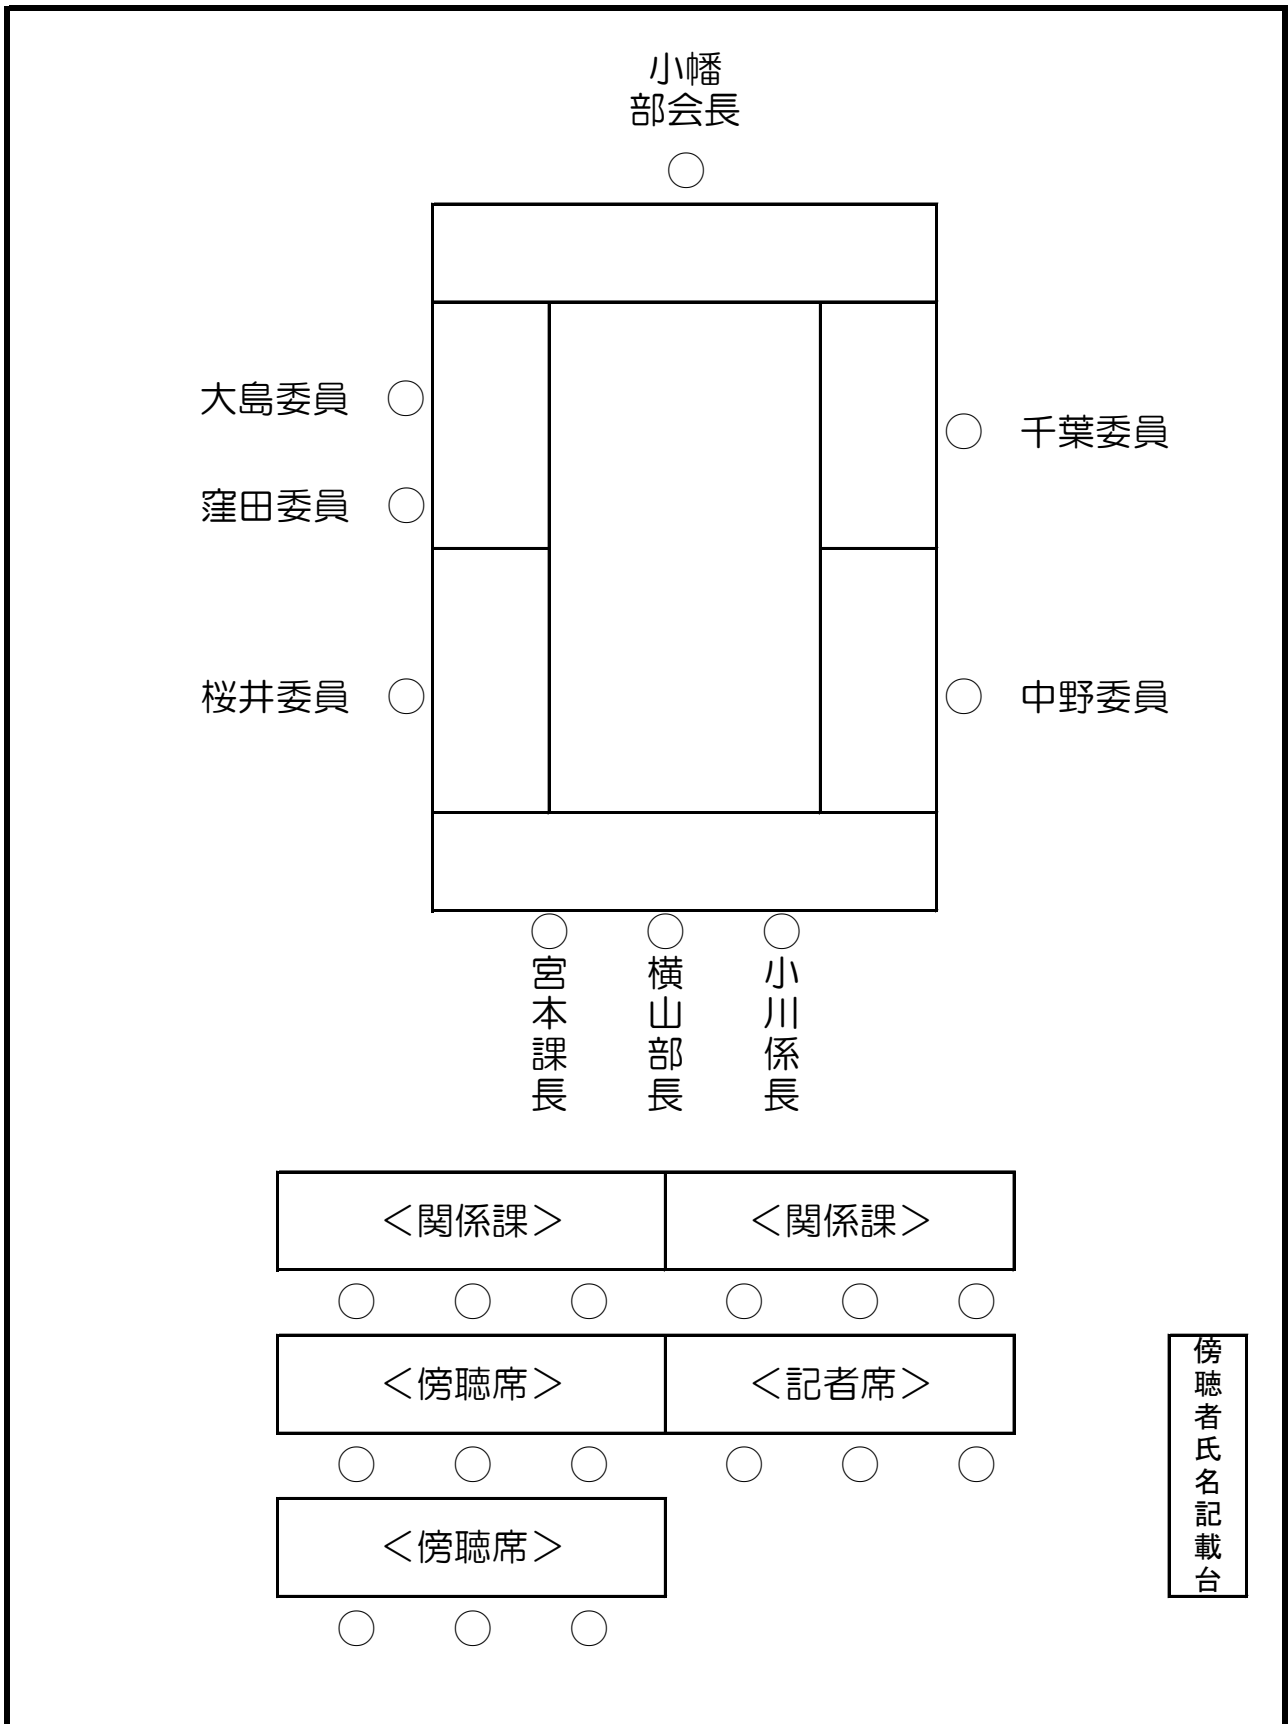 小幡
部会長
大島委員
千葉委員
窪田委員
桜井委員
中野委員
宮本課長
横山部長
小川係長
＜関係課＞
＜関係課＞
＜傍聴席＞
＜記者席＞
傍聴者氏名記載台
＜傍聴席＞